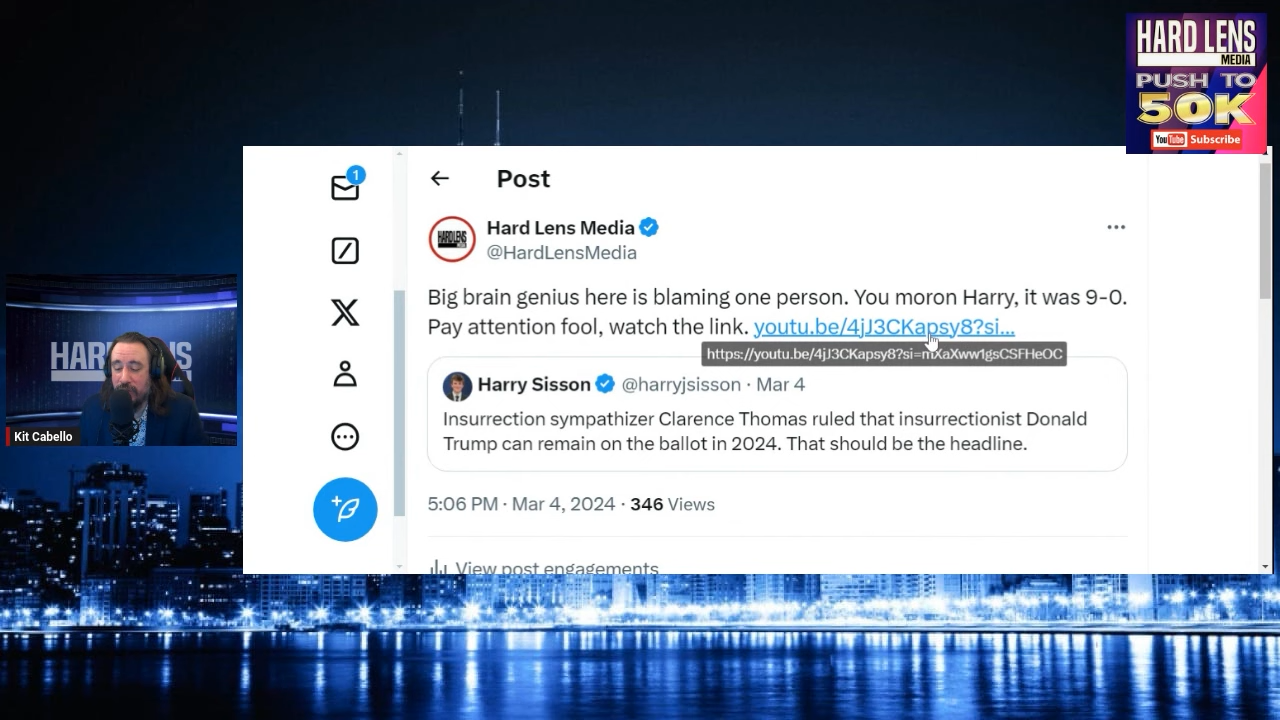 HARD LENS
MEDIA
PUSH TO
50K
YouTube Subscribe
1
Post
Hard Lens Media
@HardLensMedia
Big brain genius here is blaming one person. You moron Harry, it was 9-0.
Pay attention fool, watch the link. youtu.be/4jJ3CKapsy8?si...
https://youtu.be/4jJ3CKapsy8?si=mXaXww1gsCSFHeOC
Harry Sisson @harryjsisson · Mar 4
Insurrection sympathizer Clarence Thomas ruled that insurrectionist Donald
Trump can remain on the ballot in 2024. That should be the headline.
5:06 PM · Mar 4, 2024 · 346 Views
View post engagements
Kit Cabello